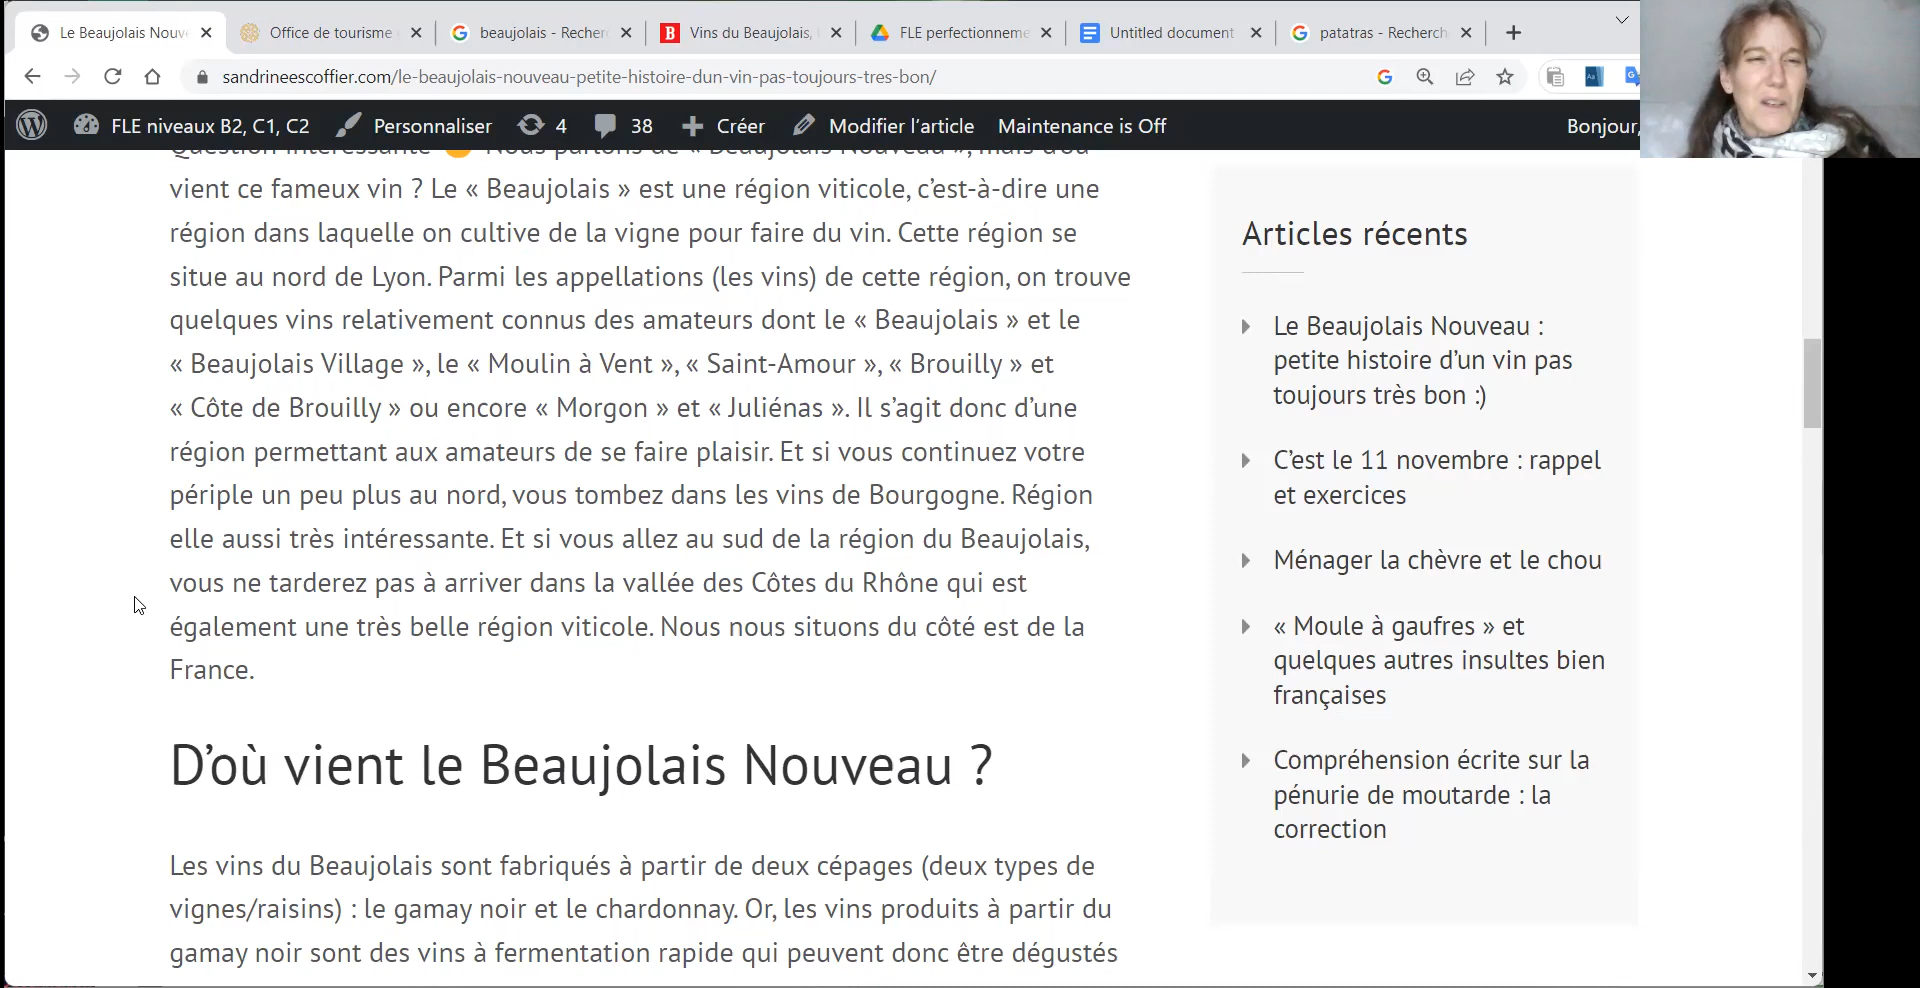 Le Beaujolais Nouv
Office de tourisme
beaujolais - Recher
Vins du Beaujolais,
FLE perfectionneme
Untitled document
patatras - Recherch
sandrineescoffier.com/le-beaujolais-nouveau-petite-histoire-dun-vin-pas-toujours-tres-bon/
FLE niveaux B2, C1, C2
Personnaliser
4
38
Créer
Modifier l'article
Maintenance is Off
Bonjour,
Question intéressante 🙂 Nous parlons de « Beaujolais Nouveau », mais d'où
vient ce fameux vin ? Le « Beaujolais » est une région viticole, c'est-à-dire une
région dans laquelle on cultive de la vigne pour faire du vin. Cette région se
situe au nord de Lyon. Parmi les appellations (les vins) de cette région, on trouve
quelques vins relativement connus des amateurs dont le « Beaujolais » et le
« Beaujolais Village », le « Moulin à Vent », « Saint-Amour », « Brouilly » et
« Côte de Brouilly » ou encore « Morgon » et « Juliénas ». Il s'agit donc d'une
région permettant aux amateurs de se faire plaisir. Et si vous continuez votre
périple un peu plus au nord, vous tombez dans les vins de Bourgogne. Région
elle aussi très intéressante. Et si vous allez au sud de la région du Beaujolais,
vous ne tarderez pas à arriver dans la vallée des Côtes du Rhône qui est
également une très belle région viticole. Nous nous situons du côté est de la
France.
D'où vient le Beaujolais Nouveau ?
Les vins du Beaujolais sont fabriqués à partir de deux cépages (deux types de
vignes/raisins) : le gamay noir et le chardonnay. Or, les vins produits à partir du
gamay noir sont des vins à fermentation rapide qui peuvent donc être dégustés
Articles récents
Le Beaujolais Nouveau :
petite histoire d'un vin pas
toujours très bon :)
C'est le 11 novembre : rappel
et exercices
Ménager la chèvre et le chou
« Moule à gaufres » et
quelques autres insultes bien
françaises
Compréhension écrite sur la
pénurie de moutarde : la
correction